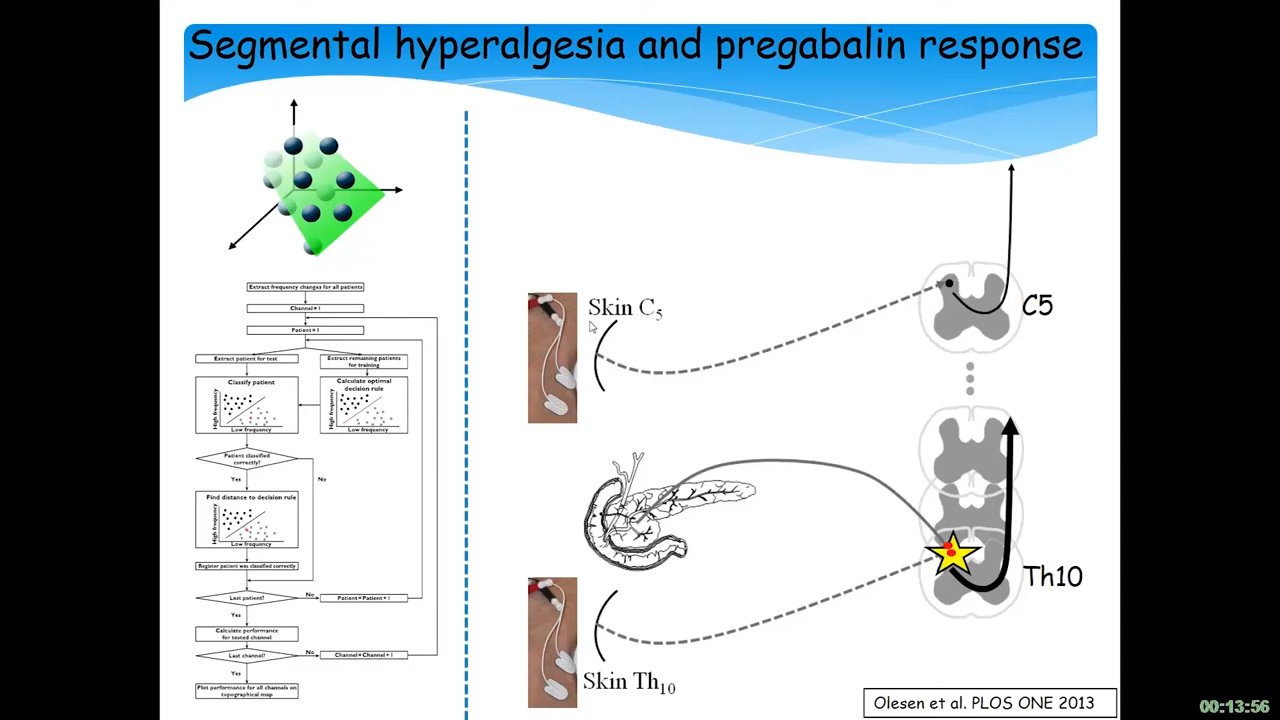 Segmental hyperalgesia and pregabalin response
Extract frequency changes for all patients
Channel = 1
Patient = 1
Extract patient for test
Extract remaining patients
for training
Classify patient
High frequency
Low frequency
Calculate optimal
decision rule
High frequency
Low frequency
Patient classified
correctly?
No
Yes
Find distance to decision rule
High frequency
Low frequency
Register patient was classified correctly
Last patient?
No
Patient = Patient + 1
Yes
Calculate performance
for tested channel
Last channel?
No
Channel = Channel + 1
Yes
Plot performance for all channels on
topographical map
Skin C5
C5
Th10
Skin Th10
Olesen et al. PLOS ONE 2013
00:13:56